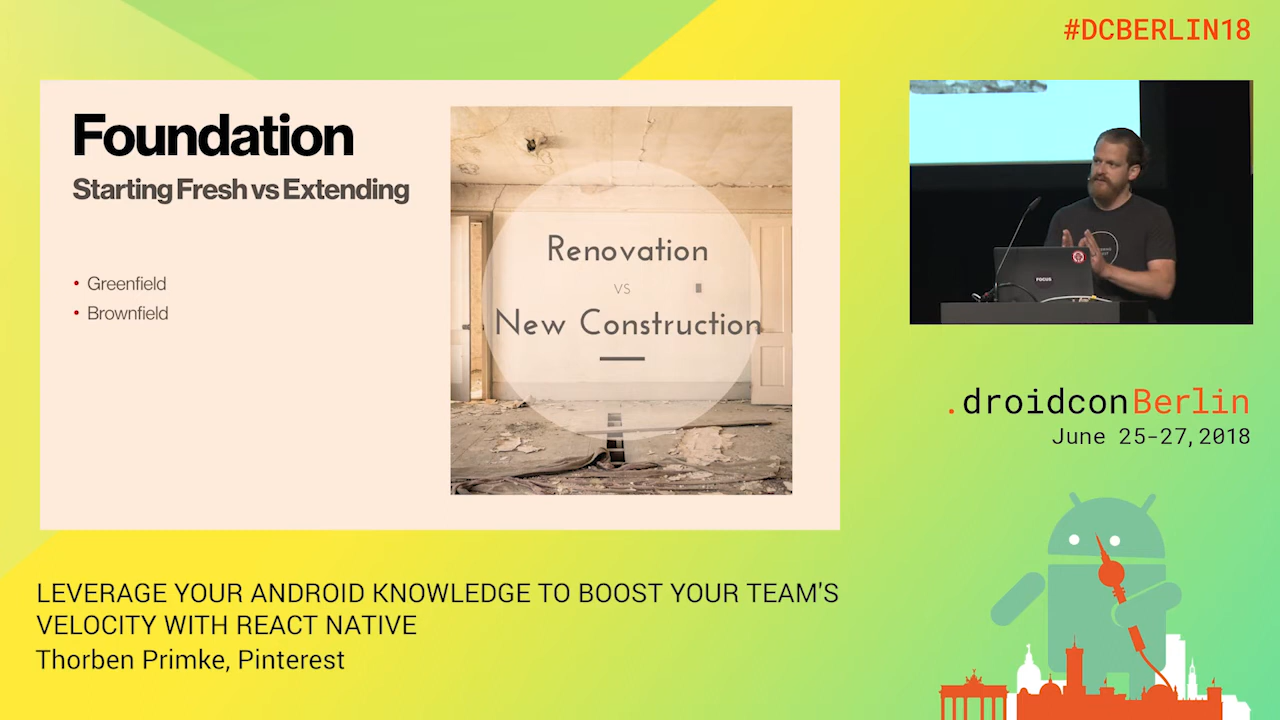 #DCBERLIN18
Foundation
Starting Fresh vs Extending
• Greenfield
• Brownfield
Renovation
VS
New Construction
FOCUS
.droidconBerlin
June 25-27, 2018
LEVERAGE YOUR ANDROID KNOWLEDGE TO BOOST YOUR TEAM'S
VELOCITY WITH REACT NATIVE
Thorben Primke, Pinterest